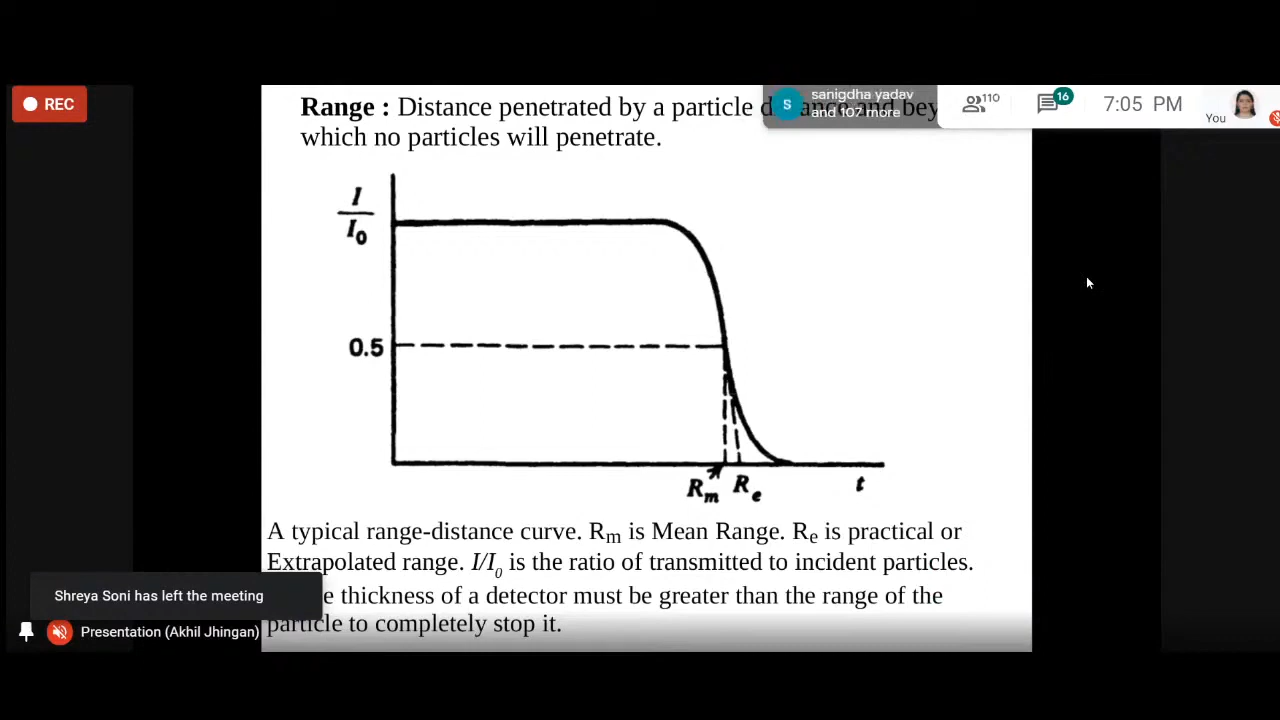 REC
Range : Distance penetrated by a particle
which no particles will penetrate.
sanigdha yadav
and 107 more
S
110
16
7:05 PM
You
I
I0
0.5
Rm
Re
t
A typical range-distance curve. Rm is Mean Range. Re is practical or
Extrapolated range. I/I0 is the ratio of transmitted to incident particles.
thickness of a detector must be greater than the range of the
particle to completely stop it.
Shreya Soni has left the meeting
Presentation (Akhil Jhingan)